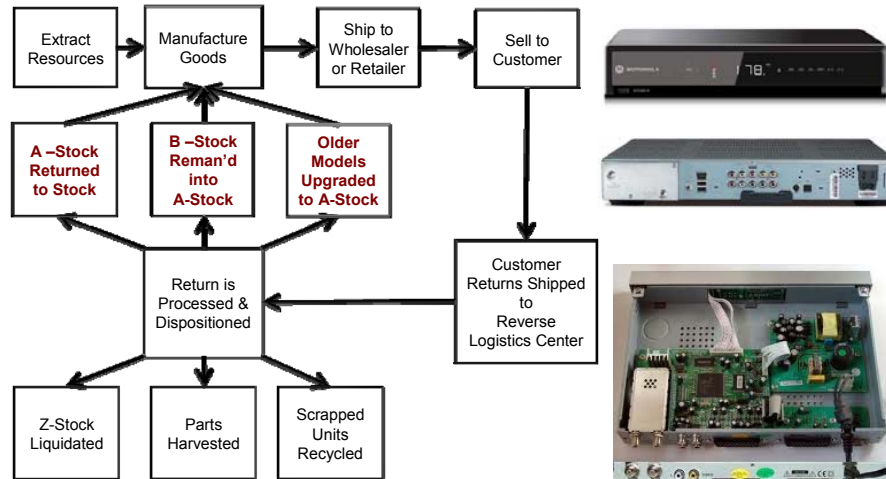 Extract
Resources
Manufacture
Goods
Ship to
Wholesaler
or Retailer
Sell to
Customer
A –Stock
Returned
to Stock
B –Stock
Reman'd
into
A-Stock
Older
Models
Upgraded
to A-Stock
Return is
Processed &
Dispositioned
Customer
Returns Shipped
to
Reverse
Logistics Center
Z-Stock
Liquidated
Parts
Harvested
Scrapped
Units
Recycled
MOTOROLA
178